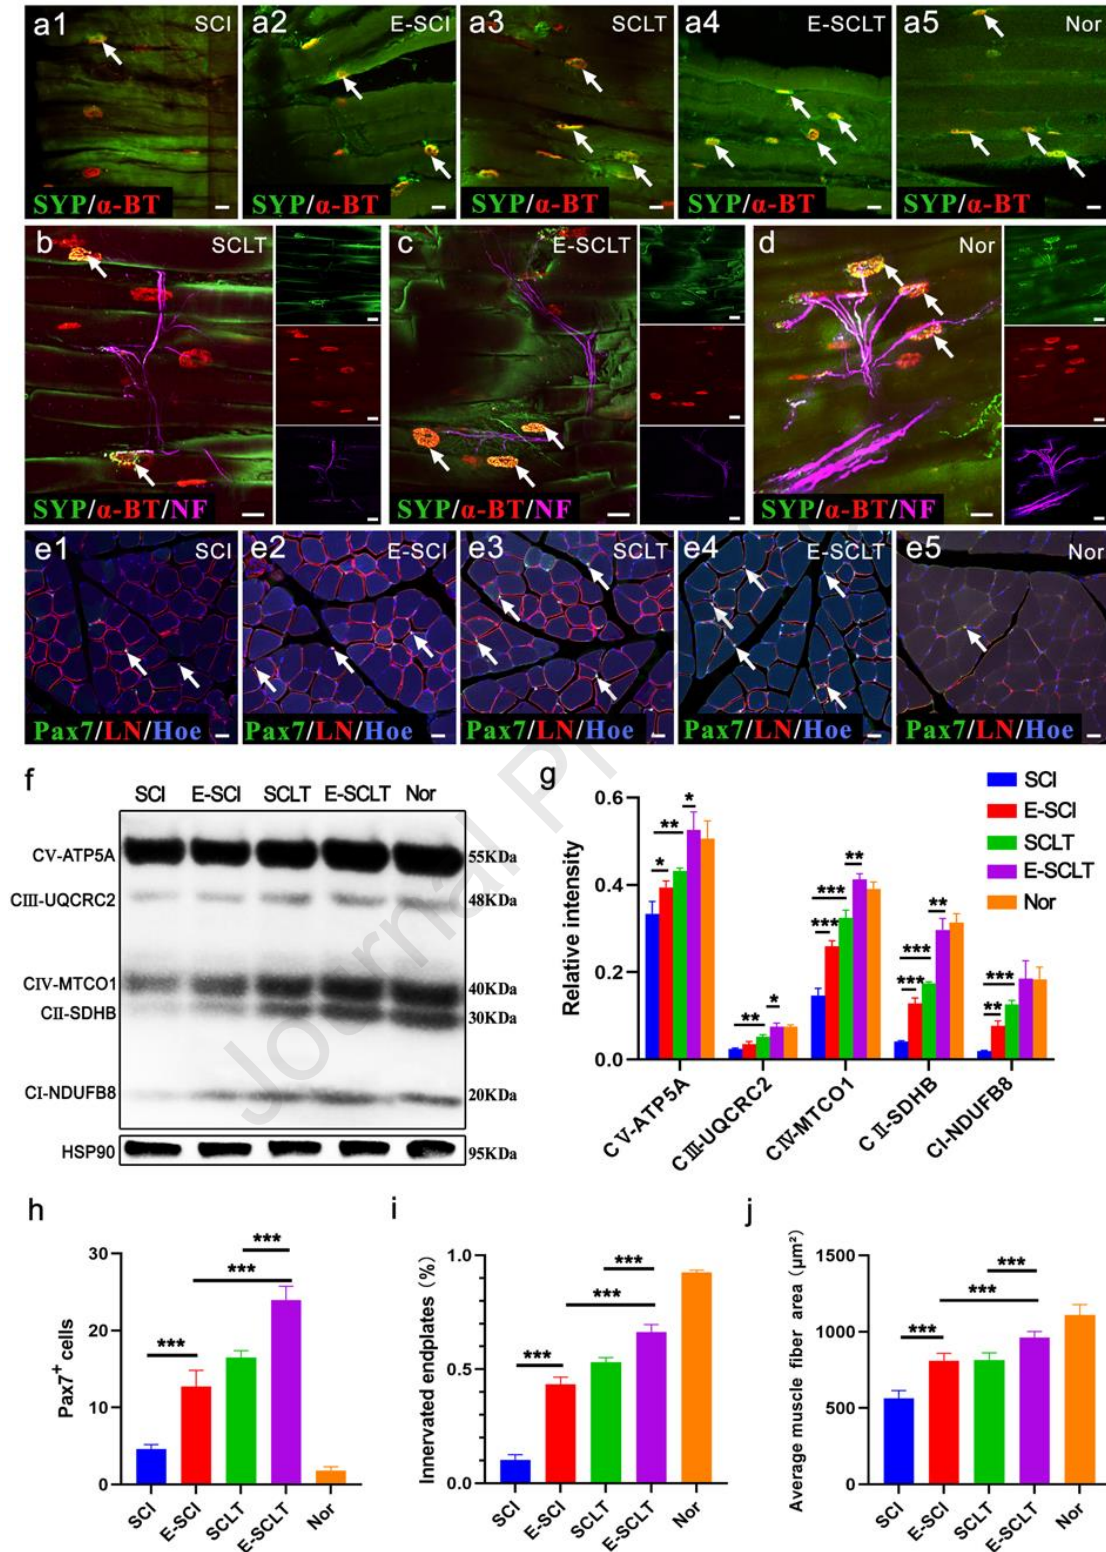 a1 SCI
a2 E-SCI
a3 SCLT
a4 E-SCLT
a5 Nor
SYP/α-BT
SYP/α-BT
SYP/α-BT
SYP/α-BT
SYP/α-BT
b SCLT
c E-SCLT
d Nor
SYP/α-BT/NF
SYP/α-BT/NF
SYP/α-BT/NF
e1 SCI
e2 E-SCI
e3 SCLT
e4 E-SCLT
e5 Nor
Pax7/LN/Hoe
Pax7/LN/Hoe
Pax7/LN/Hoe
Pax7/LN/Hoe
Pax7/LN/Hoe
f
SCI E-SCI SCLT E-SCLT Nor
CV-ATP5A 55KDa
CIII-UQCRC2 48KDa
CIV-MTCO1 40KDa
CII-SDHB 30KDa
CI-NDUFB8 20KDa
HSP90 95KDa
g
Relative intensity
0.6
0.4
0.2
0.0
* ** *
** *
*** *** **
*** *** **
** ***
CV-ATP5A
CIII-UQCRC2
CIV-MTCO1
CII-SDHB
CI-NDUFB8
SCI
E-SCI
SCLT
E-SCLT
Nor
h
Pax7+ cells
30
20
10
0
***
***
***
SCI
E-SCI
SCLT
E-SCLT
Nor
i
Innervated endplates (%)
1.0
0.5
0.0
***
***
***
SCI
E-SCI
SCLT
E-SCLT
Nor
j
Average muscle fiber area (μm²)
1500
1000
500
0
***
***
***
SCI
E-SCI
SCLT
E-SCLT
Nor